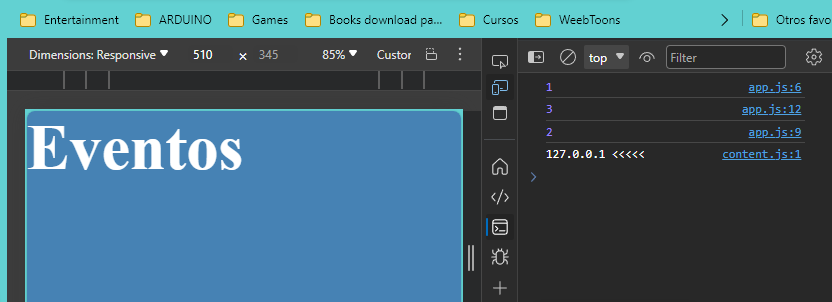 Entertainment ARDUINO Games Books download pa... Cursos WeebToons Otros favo
Dimensions: Responsive 510 × 345 85% Custor
top Filter
1 app.js:6
3 app.js:12
2 app.js:9
127.0.0.1 <<<<< content.js:1
Eventos